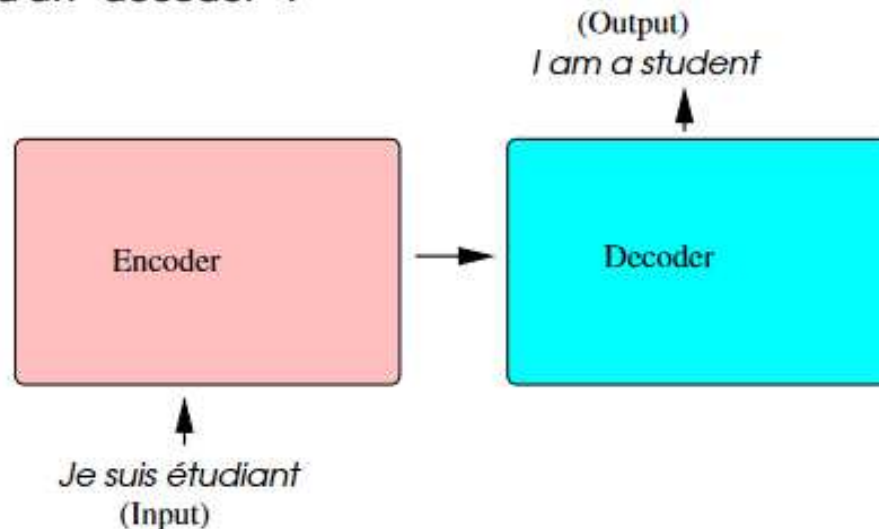 (Output)
I am a student
Encoder
Decoder
Je suis étudiant
(Input)